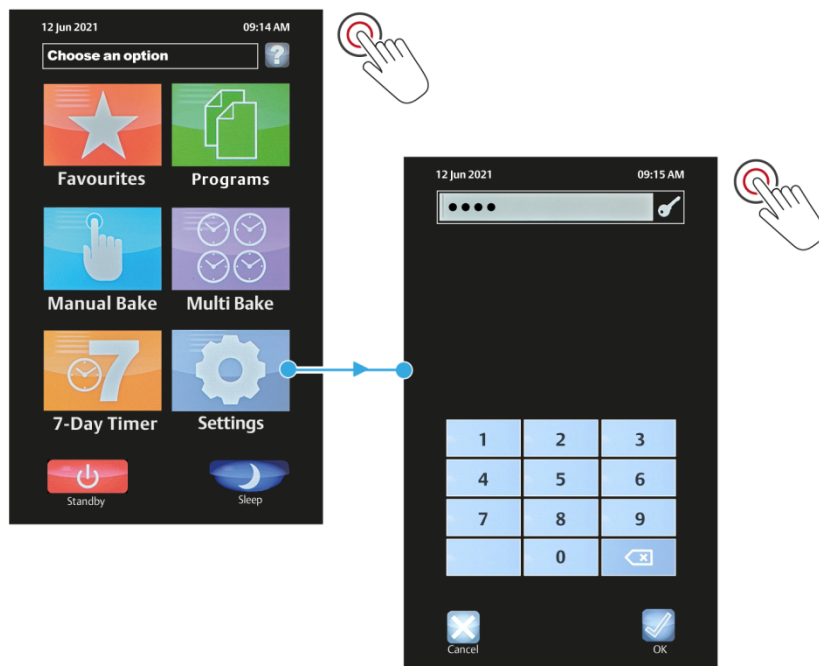 12 Jun 2021 09:14 AM
Choose an option
?
Favourites Programs
Manual Bake Multi Bake
7
7-Day Timer Settings
Standby Sleep
12 Jun 2021 09:15 AM
••••
1 2 3
4 5 6
7 8 9
0
Cancel OK